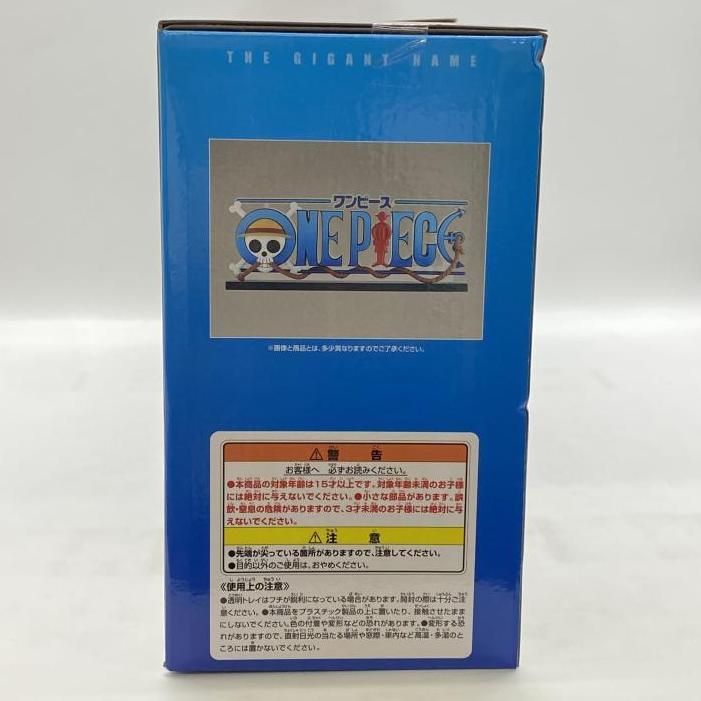 THE GIGANT NAME
ワンピース
ONE PIECE
※画像と商品とは、多少異なりますのでご了承ください。
⚠警告
お客様へ 必ずお読みください。
●本商品の対象年齢は15才以上です。対象年齢未満のお子様
には絶対に与えないでください。●小さな部品があります。誤
飲・窒息の危険がありますので、3才未満のお子様には絶対に与
えないでください。
⚠注意
●先端が尖っている箇所がありますので、注意してください。
●目的以外のご使用は、おやめください。
《使用上の注意》
●透明トレイはフチが鋭利になっている場合があります。開封の際は十分ご注
意ください。●本商品をプラスチック製品の上に置いたり、接触させたまま
にしないでください。色の付着や変形などの恐れがあります。●変形する恐
れがありますので、直射日光の当たる場所や窓際・車内など高温・多湿のと
ころには置かないでください。